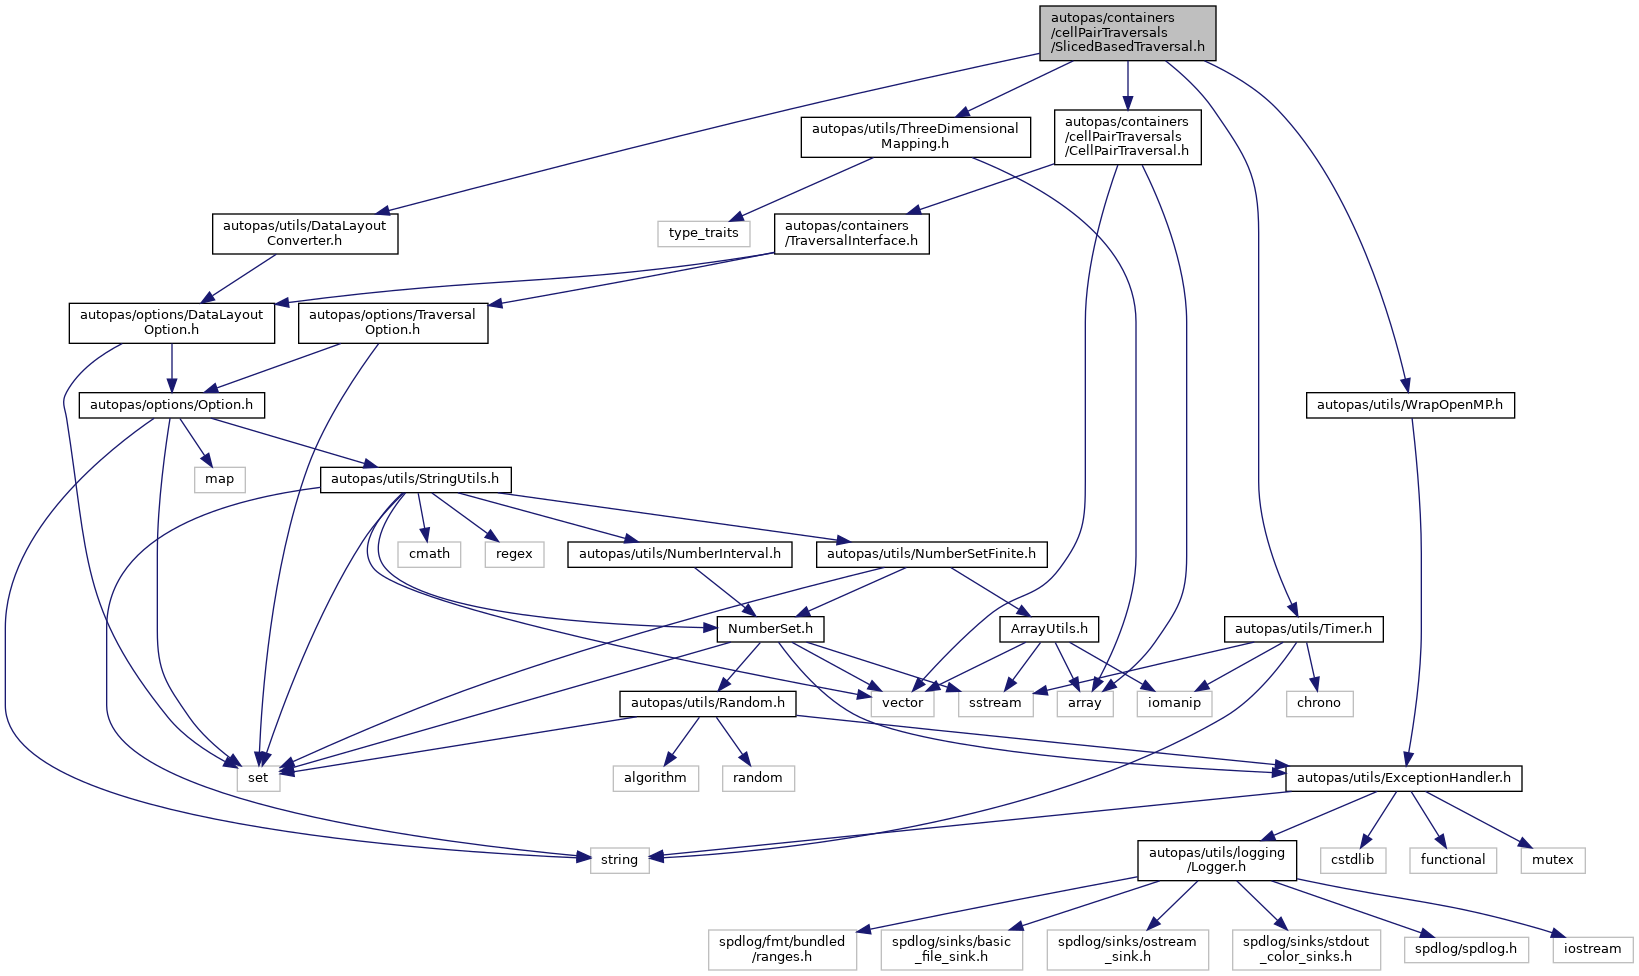 autopas/containers
/cellPairTraversals
/SlicedBasedTraversal.h
autopas/utils/ThreeDimensional
Mapping.h
autopas/containers
/cellPairTraversals
/CellPairTraversal.h
autopas/utils/DataLayout
Converter.h
type_traits
autopas/containers
/TraversalInterface.h
autopas/options/DataLayout
Option.h
autopas/options/Traversal
Option.h
autopas/options/Option.h
autopas/utils/WrapOpenMP.h
map
autopas/utils/StringUtils.h
cmath
regex
autopas/utils/NumberInterval.h
autopas/utils/NumberSetFinite.h
NumberSet.h
ArrayUtils.h
autopas/utils/Timer.h
autopas/utils/Random.h
vector
sstream
array
iomanip
chrono
set
algorithm
random
autopas/utils/ExceptionHandler.h
string
autopas/utils/logging
/Logger.h
cstdlib
functional
mutex
spdlog/fmt/bundled
/ranges.h
spdlog/sinks/basic
_file_sink.h
spdlog/sinks/ostream
_sink.h
spdlog/sinks/stdout
_color_sinks.h
spdlog/spdlog.h
iostream